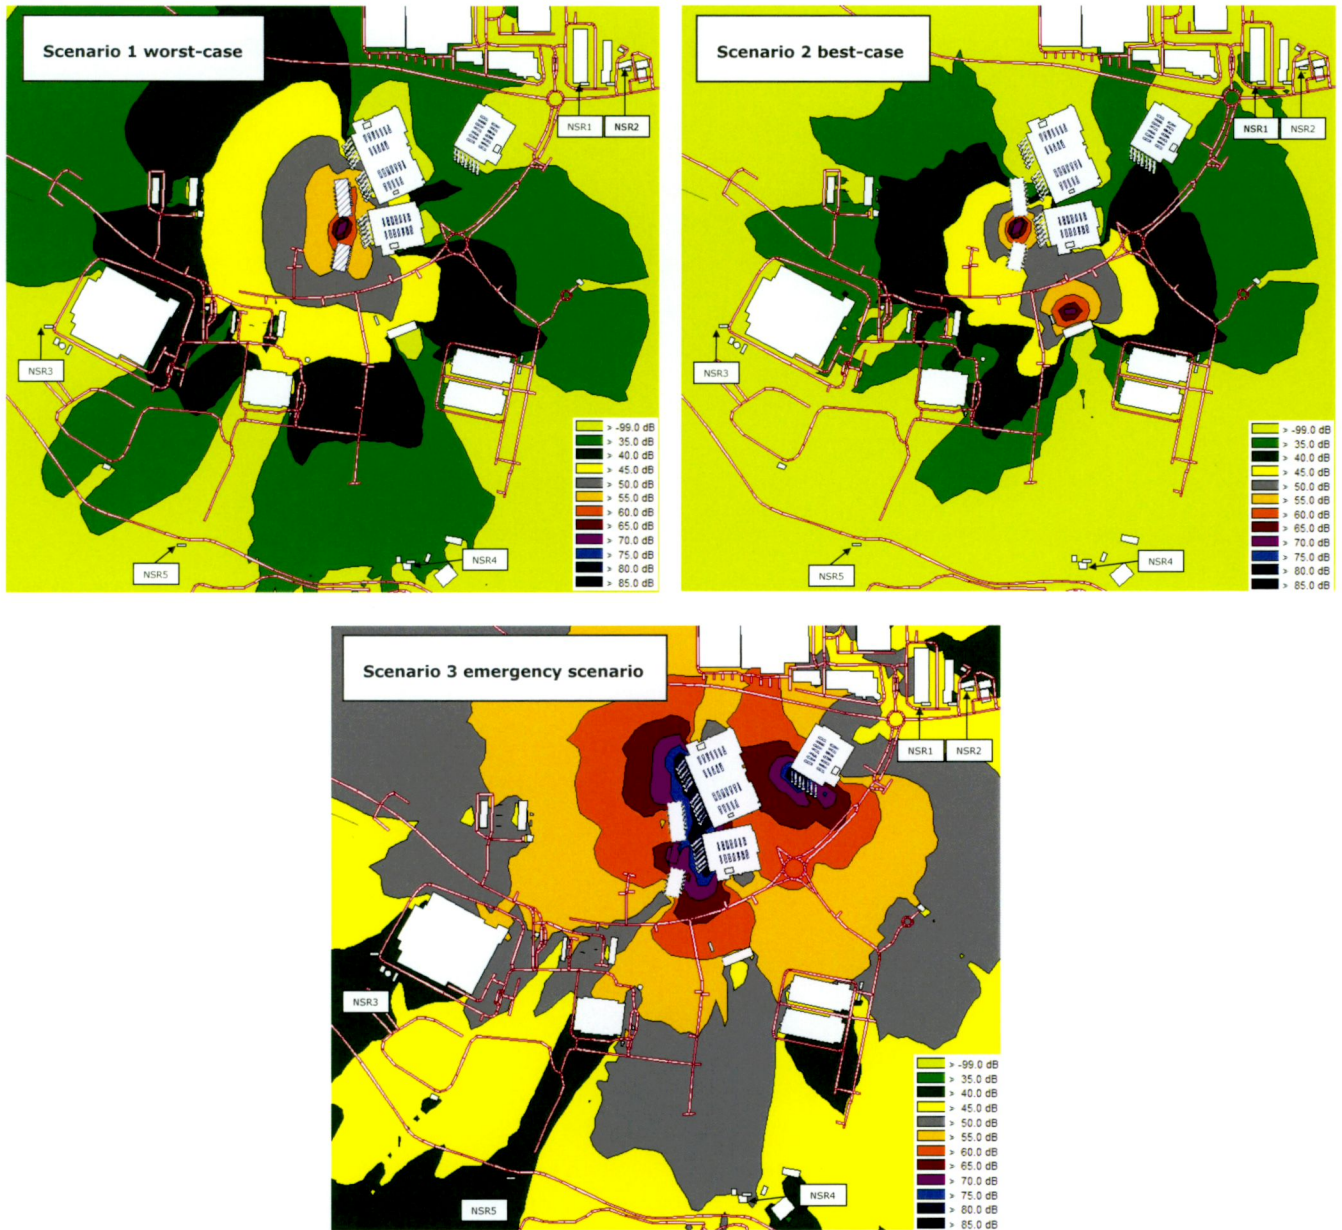 Scenario 1 worst-case
NSR1
NSR2
NSR3
NSR4
NSR5
> -99.0 dB
> 35.0 dB
> 40.0 dB
> 45.0 dB
> 50.0 dB
> 55.0 dB
> 60.0 dB
> 65.0 dB
> 70.0 dB
> 75.0 dB
> 80.0 dB
> 85.0 dB
Scenario 2 best-case
NSR1
NSR2
NSR3
NSR4
NSR5
> -99.0 dB
> 35.0 dB
> 40.0 dB
> 45.0 dB
> 50.0 dB
> 55.0 dB
> 60.0 dB
> 65.0 dB
> 70.0 dB
> 75.0 dB
> 80.0 dB
> 85.0 dB
Scenario 3 emergency scenario
NSR1
NSR2
NSR3
NSR4
NSR5
> -99.0 dB
> 35.0 dB
> 40.0 dB
> 45.0 dB
> 50.0 dB
> 55.0 dB
> 60.0 dB
> 65.0 dB
> 70.0 dB
> 75.0 dB
> 80.0 dB
> 85.0 dB